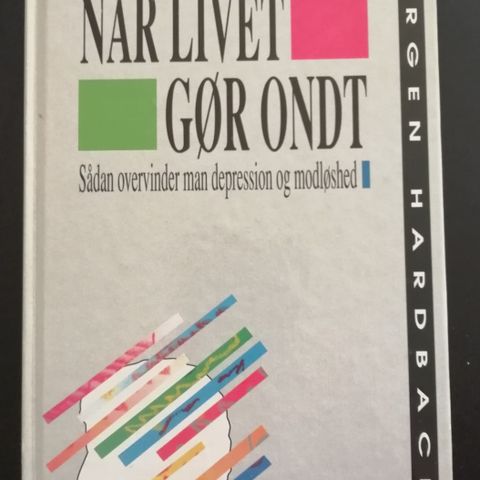 NÅR LIVET
GØR ONDT
Sådan overvinder man depression og modløshed
RGEN HARDBAC